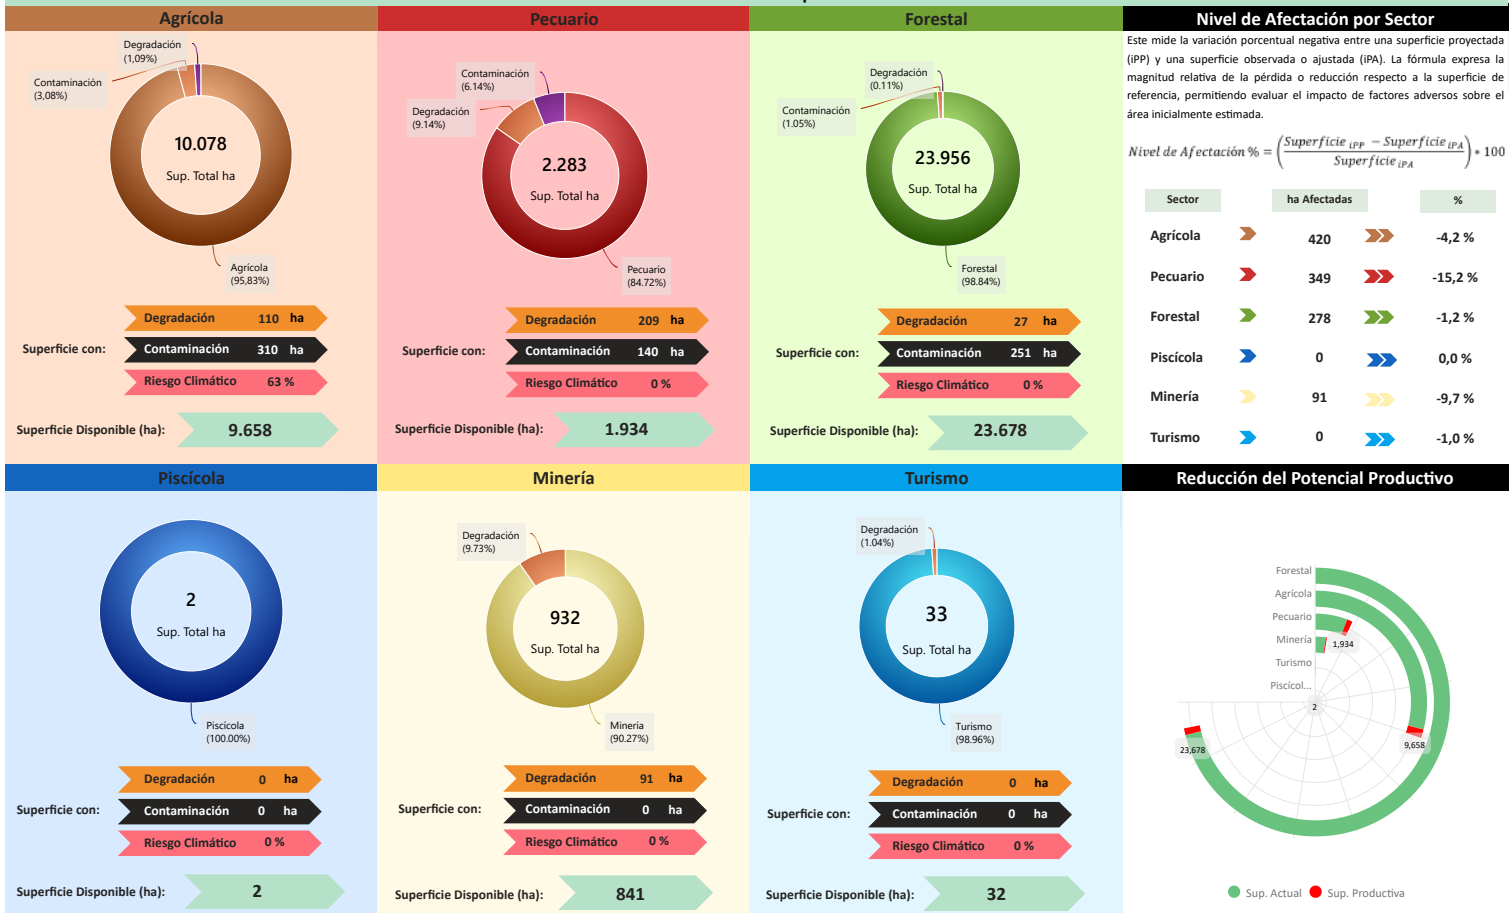 Agrícola
Degradación
(1,09%)
Contaminación
(3,08%)
10.078
Sup. Total ha
Agrícola
(95,83%)
Superficie con:
Degradación 110 ha
Contaminación 310 ha
Riesgo Climático 63 %
Superficie Disponible (ha): 9.658
Pecuario
Contaminación
(6.14%)
Degradación
(9.14%)
2.283
Sup. Total ha
Pecuario
(84.72%)
Superficie con:
Degradación 209 ha
Contaminación 140 ha
Riesgo Climático 0 %
Superficie Disponible (ha): 1.934
Forestal
Degradación
(0.11%)
Contaminación
(1.05%)
23.956
Sup. Total ha
Forestal
(98.84%)
Superficie con:
Degradación 27 ha
Contaminación 251 ha
Riesgo Climático 0 %
Superficie Disponible (ha): 23.678
Nivel de Afectación por Sector
Este mide la variación porcentual negativa entre una superficie proyectada
(iPP) y una superficie observada o ajustada (iPA). La fórmula expresa la
magnitud relativa de la pérdida o reducción respecto a la superficie de
referencia, permitiendo evaluar el impacto de factores adversos sobre el
área inicialmente estimada.
Nivel de Afectación % = (Superficie iPP − Superficie iPA / Superficie iPA) * 100
Sector ha Afectadas %
Agrícola 420 -4,2 %
Pecuario 349 -15,2 %
Forestal 278 -1,2 %
Piscícola 0 0,0 %
Minería 91 -9,7 %
Turismo 0 -1,0 %
Piscícola
2
Sup. Total ha
Piscícola
(100.00%)
Superficie con:
Degradación 0 ha
Contaminación 0 ha
Riesgo Climático 0 %
Superficie Disponible (ha): 2
Minería
Degradación
(9.73%)
932
Sup. Total ha
Minería
(90.27%)
Superficie con:
Degradación 91 ha
Contaminación 0 ha
Riesgo Climático 0 %
Superficie Disponible (ha): 841
Turismo
Degradación
(1.04%)
33
Sup. Total ha
Turismo
(98.96%)
Superficie con:
Degradación 0 ha
Contaminación 0 ha
Riesgo Climático 0 %
Superficie Disponible (ha): 32
Reducción del Potencial Productivo
Forestal
Agrícola
Pecuario
Minería
Turismo
Piscícol...
1,934
2
9,658
23,678
Sup. Actual Sup. Productiva